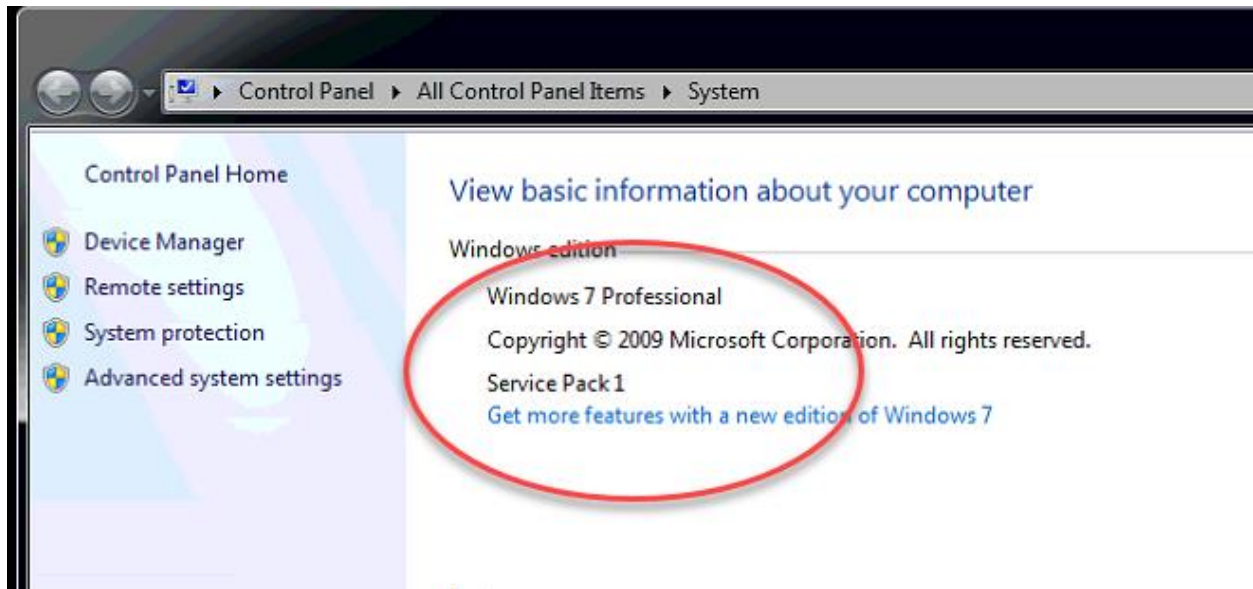 Control Panel ▸ All Control Panel Items ▸ System
Control Panel Home
Device Manager
Remote settings
System protection
Advanced system settings
View basic information about your computer
Windows edition
Windows 7 Professional
Copyright © 2009 Microsoft Corporation. All rights reserved.
Service Pack 1
Get more features with a new edition of Windows 7